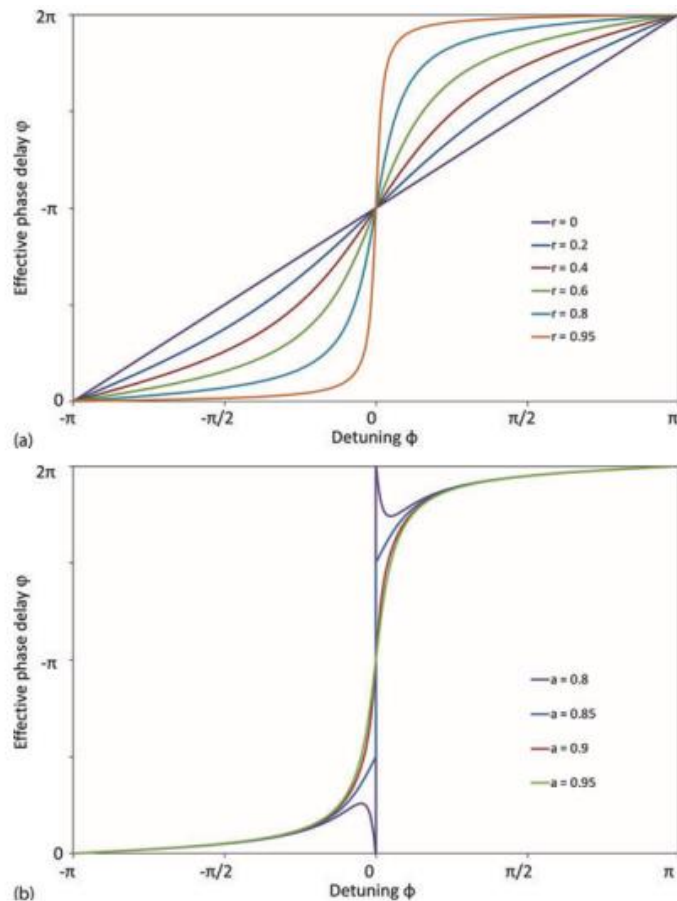 2π
Effective phase delay φ
-π
r = 0
r = 0.2
r = 0.4
r = 0.6
r = 0.8
r = 0.95
0
-π
-π/2
0
π/2
π
(a)
Detuning ϕ
2π
Effective phase delay φ
-π
a = 0.8
a = 0.85
a = 0.9
a = 0.95
0
-π
-π/2
0
π/2
π
(b)
Detuning ϕ